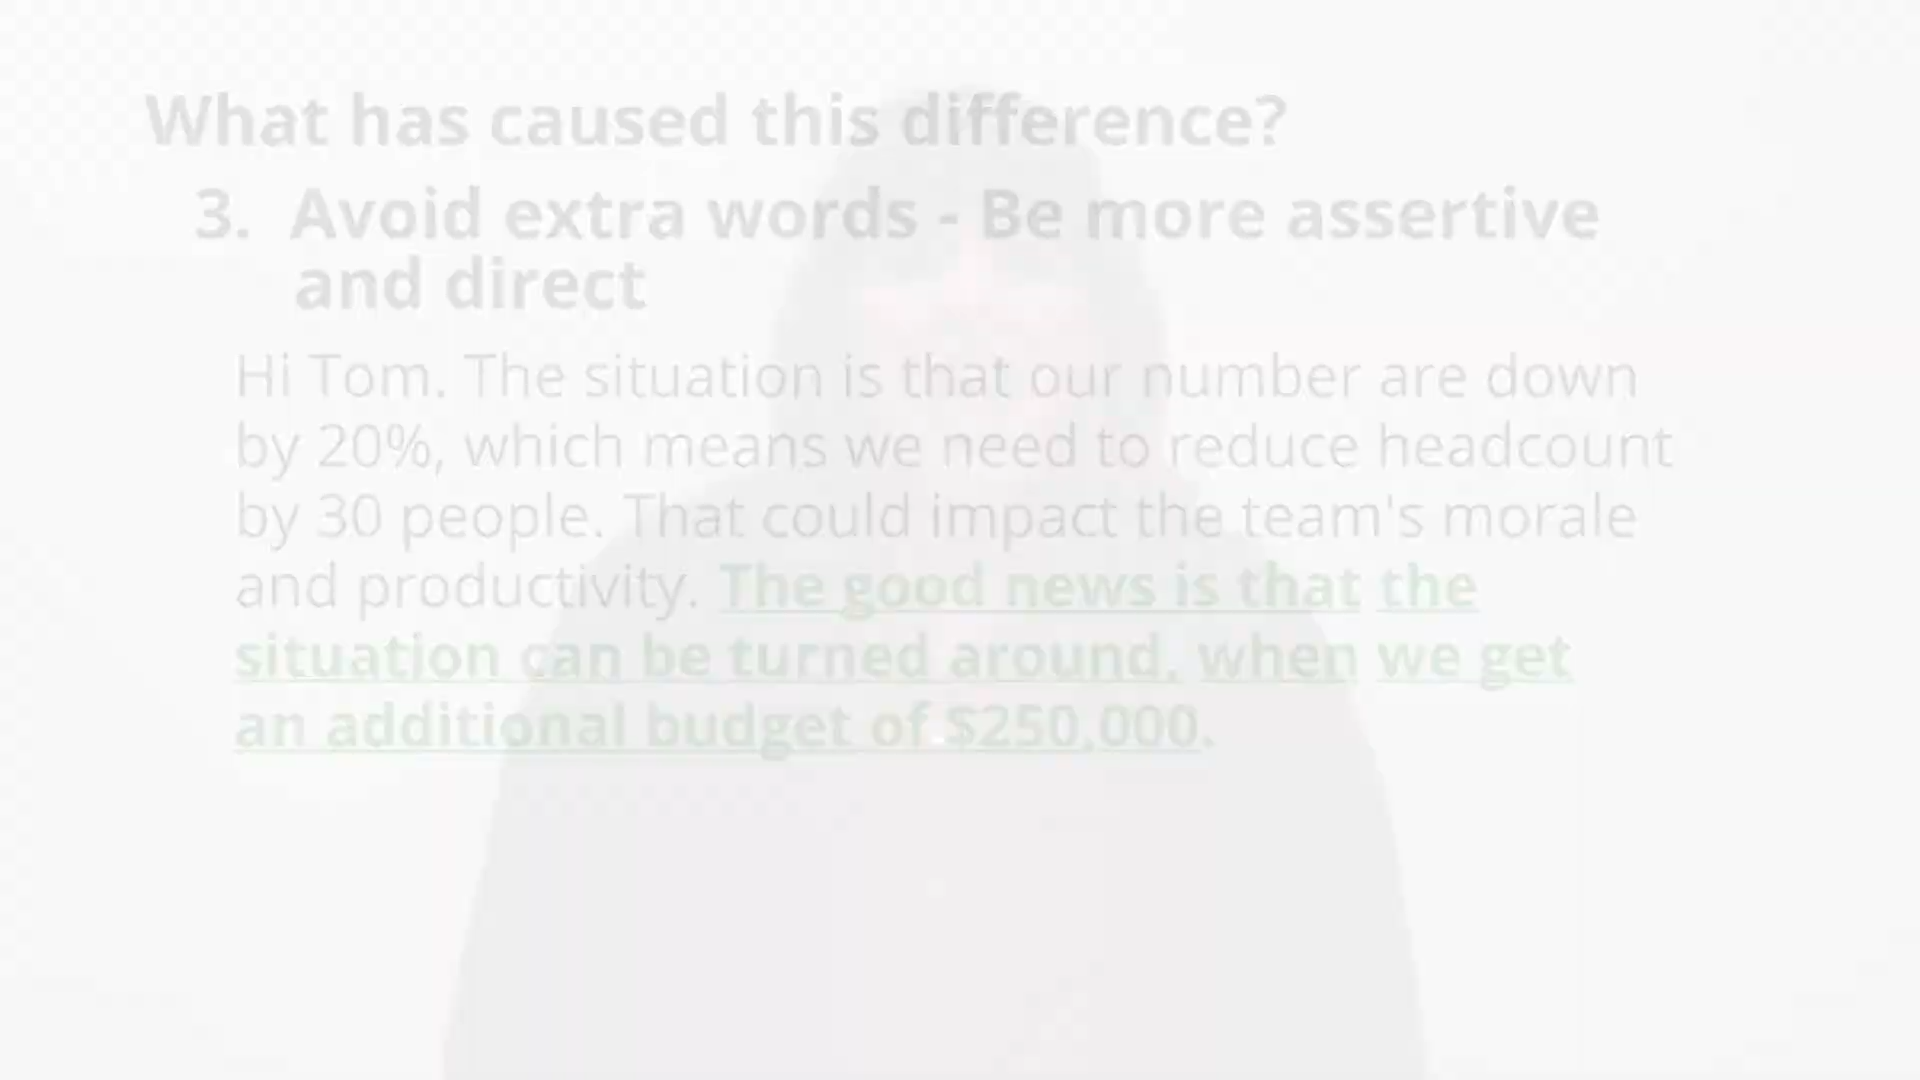 What has caused this difference?
3. Avoid extra words - Be more assertive
and direct
Hi Tom. The situation is that our number are down
by 20%, which means we need to reduce headcount
by 30 people. That could impact the team's morale
and productivity. The good news is that the
situation can be turned around, when we get
an additional budget of $250,000.